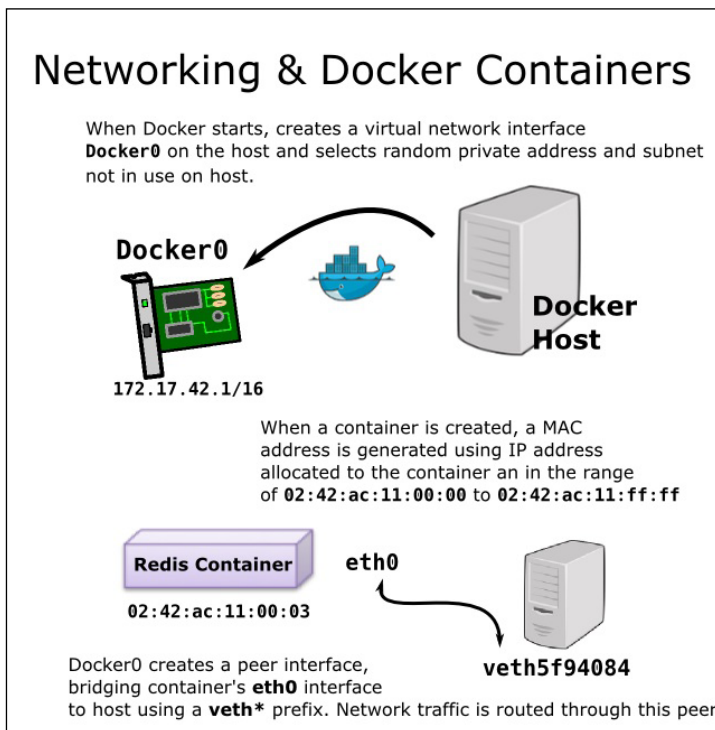 Networking & Docker Containers
When Docker starts, creates a virtual network interface
Docker0 on the host and selects random private address and subnet
not in use on host.
Docker0
Docker
Host
172.17.42.1/16
When a container is created, a MAC
address is generated using IP address
allocated to the container an in the range
of 02:42:ac:11:00:00 to 02:42:ac:11:ff:ff
Redis Container
eth0
02:42:ac:11:00:03
veth5f94084
Docker0 creates a peer interface,
bridging container's eth0 interface
to host using a veth* prefix. Network traffic is routed through this peer